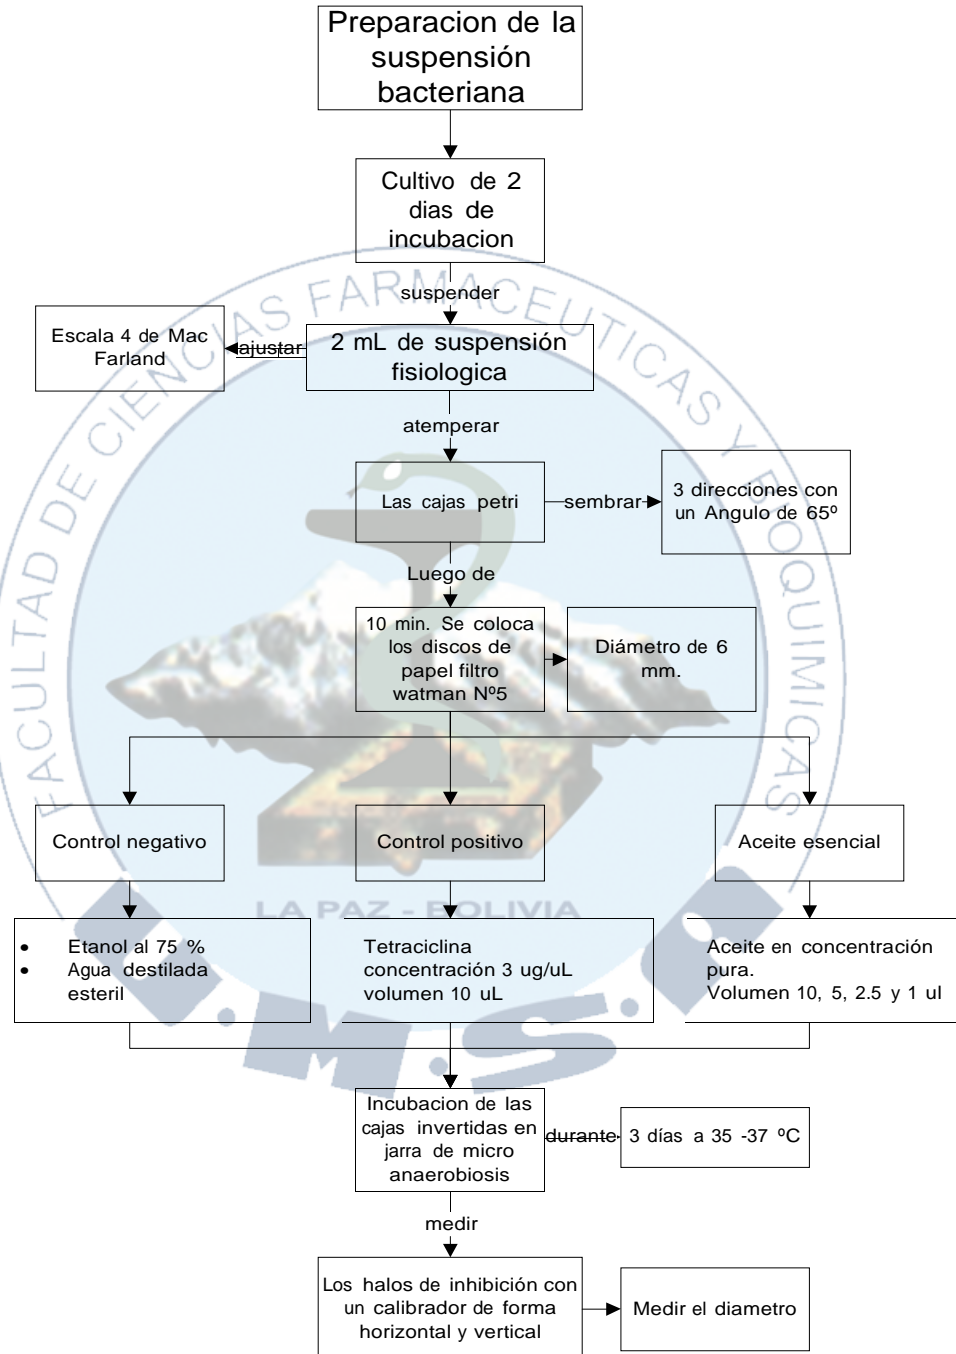 Preparacion de la
suspensión
bacteriana
Cultivo de 2
dias de
incubacion
suspender
Escala 4 de Mac
Farland
ajustar
2 mL de suspensión
fisiologica
atemperar
Las cajas petri
sembrar
3 direcciones con
un Angulo de 65º
Luego de
10 min. Se coloca
los discos de
papel filtro
watman Nº5
Diámetro de 6
mm.
Control negativo
Control positivo
Aceite esencial
• Etanol al 75 %
• Agua destilada
esteril
Tetraciclina
concentración 3 ug/uL
volumen 10 uL
Aceite en concentración
pura.
Volumen 10, 5, 2.5 y 1 ul
Incubacion de las
cajas invertidas en
jarra de micro
anaerobiosis
durante
3 días a 35 -37 ºC
medir
Los halos de inhibición con
un calibrador de forma
horizontal y vertical
Medir el diametro
FACULTAD DE CIENCIAS FARMACEUTICAS Y BIOQUIMICAS
LA PAZ - BOLIVIA
U.M.S.A